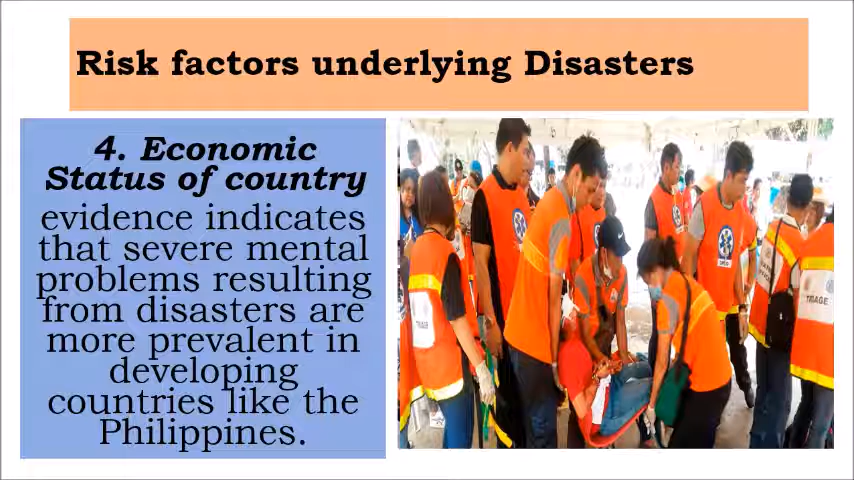 Risk factors underlying Disasters
4. Economic
Status of country
evidence indicates
that severe mental
problems resulting
from disasters are
more prevalent in
developing
countries like the
Philippines.
TRIAGE